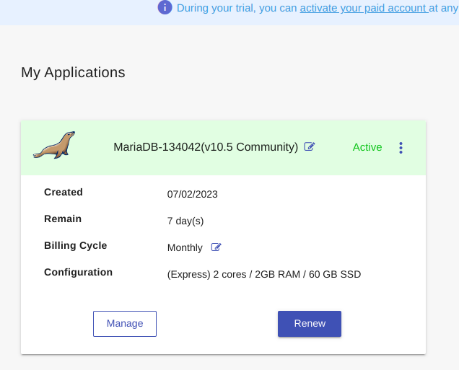 During your trial, you can activate your paid account at any
My Applications
MariaDB-134042(v10.5 Community) Active
Created 07/02/2023
Remain 7 day(s)
Billing Cycle Monthly
Configuration (Express) 2 cores / 2GB RAM / 60 GB SSD
Manage Renew